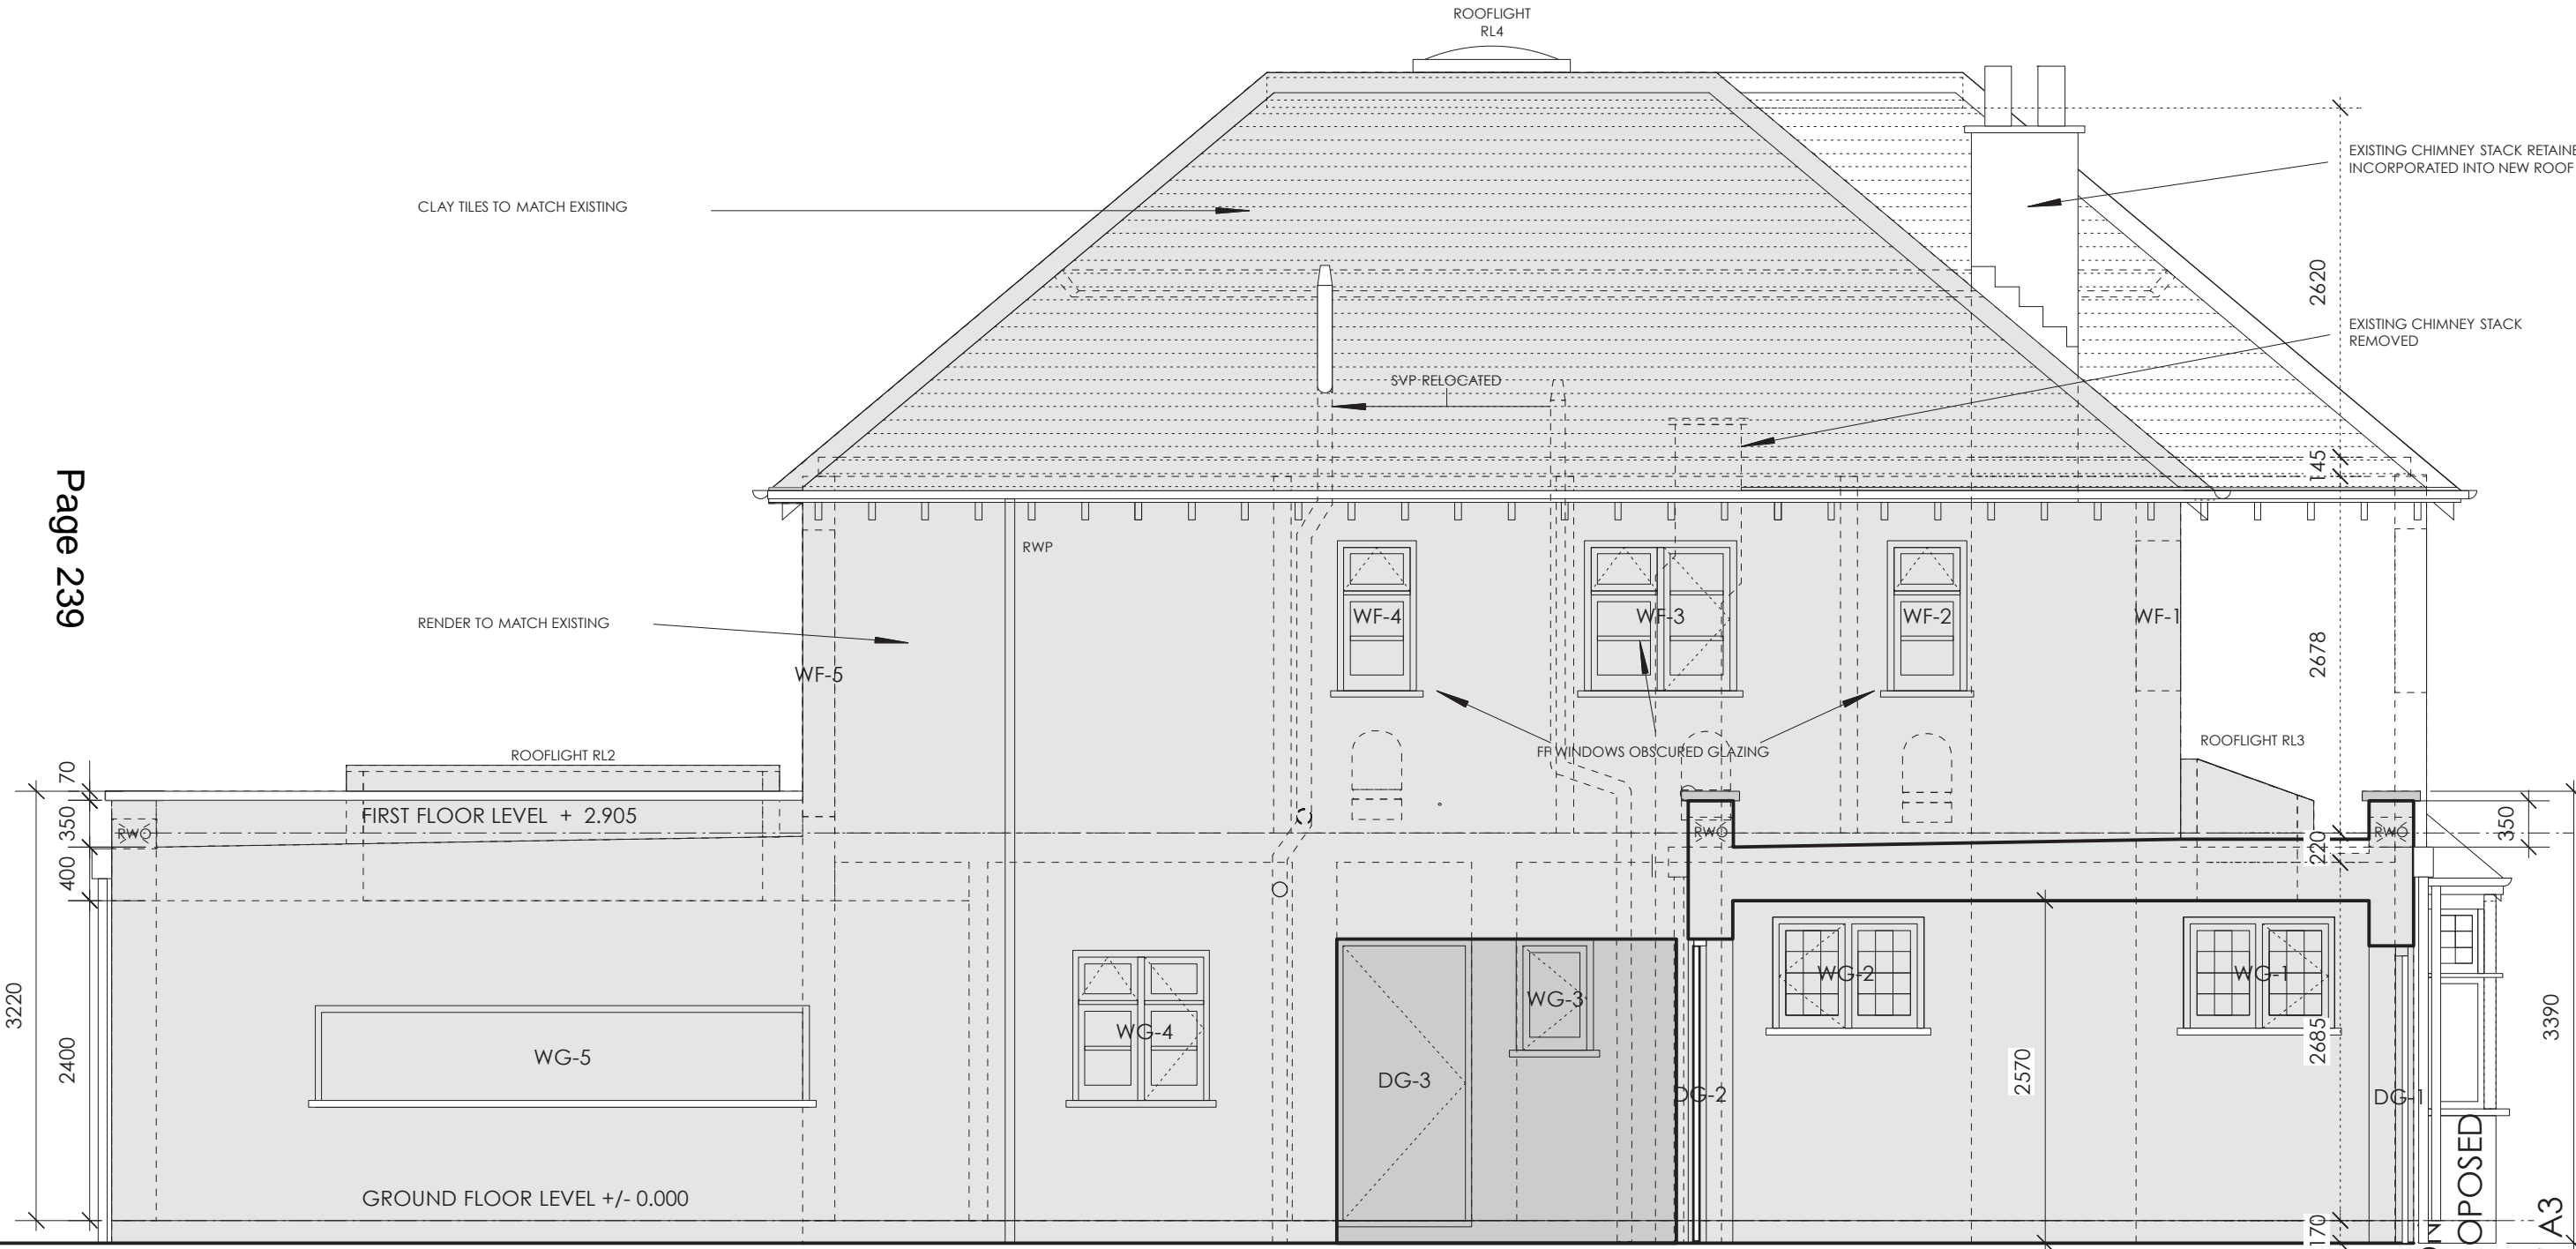 ROOFLIGHT
RL4
EXISTING CHIMNEY STACK RETAINE
INCORPORATED INTO NEW ROOF
CLAY TILES TO MATCH EXISTING
2620
EXISTING CHIMNEY STACK
REMOVED
SVP RELOCATED
145
Page 239
RWP
WF-4
WF-3
WF-2
WF-1
RENDER TO MATCH EXISTING
2678
WF-5
FF WINDOWS OBSCURED GLAZING
ROOFLIGHT RL3
ROOFLIGHT RL2
70
350
FIRST FLOOR LEVEL + 2.905
RWO
RWO
RWO
350
220
400
WG-2
WG-1
WG-3
3220
WG-4
2685
3390
2400
WG-5
2570
DG-3
DG-2
DG-1
GROUND FLOOR LEVEL +/- 0.000
170
OPOSED
A3